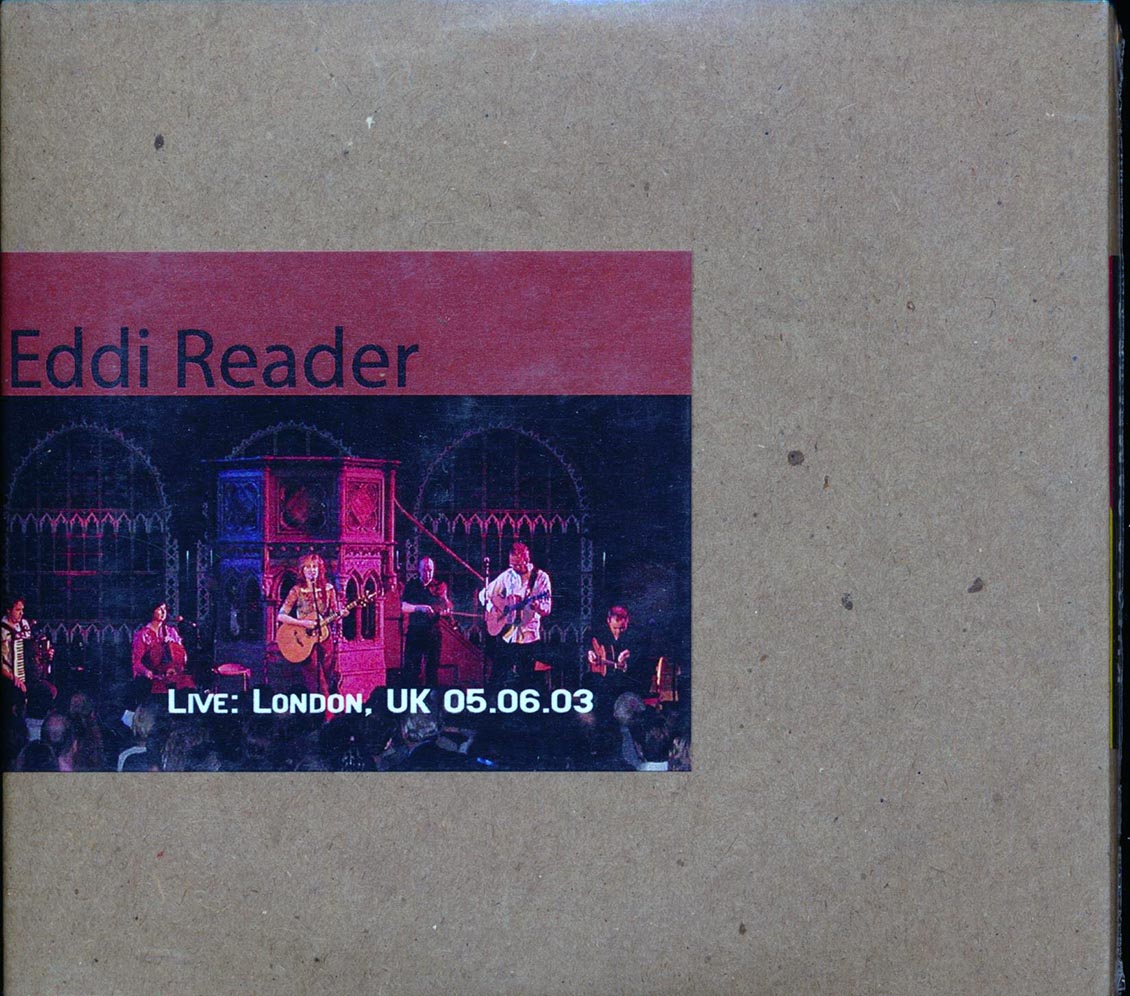 Eddi Reader
Live: London, UK 05.06.03